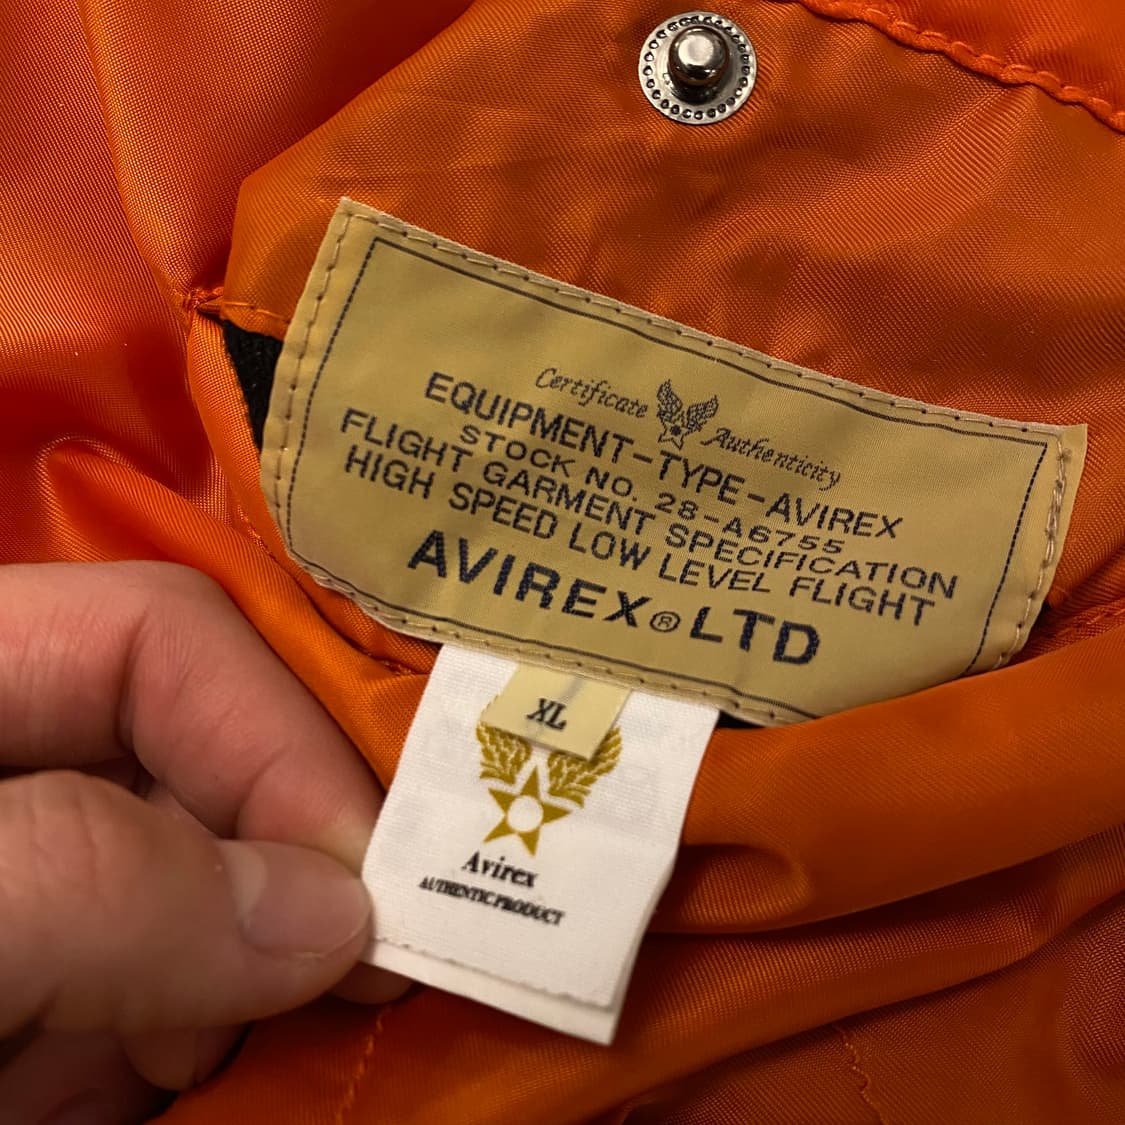 Certificate Authenticity
EQUIPMENT-TYPE-AVIREX
STOCK NO. 28-A6755
FLIGHT GARMENT SPECIFICATION
HIGH SPEED LOW LEVEL FLIGHT
AVIREX® LTD
XL
Avirex
AUTHENTIC PRODUCT